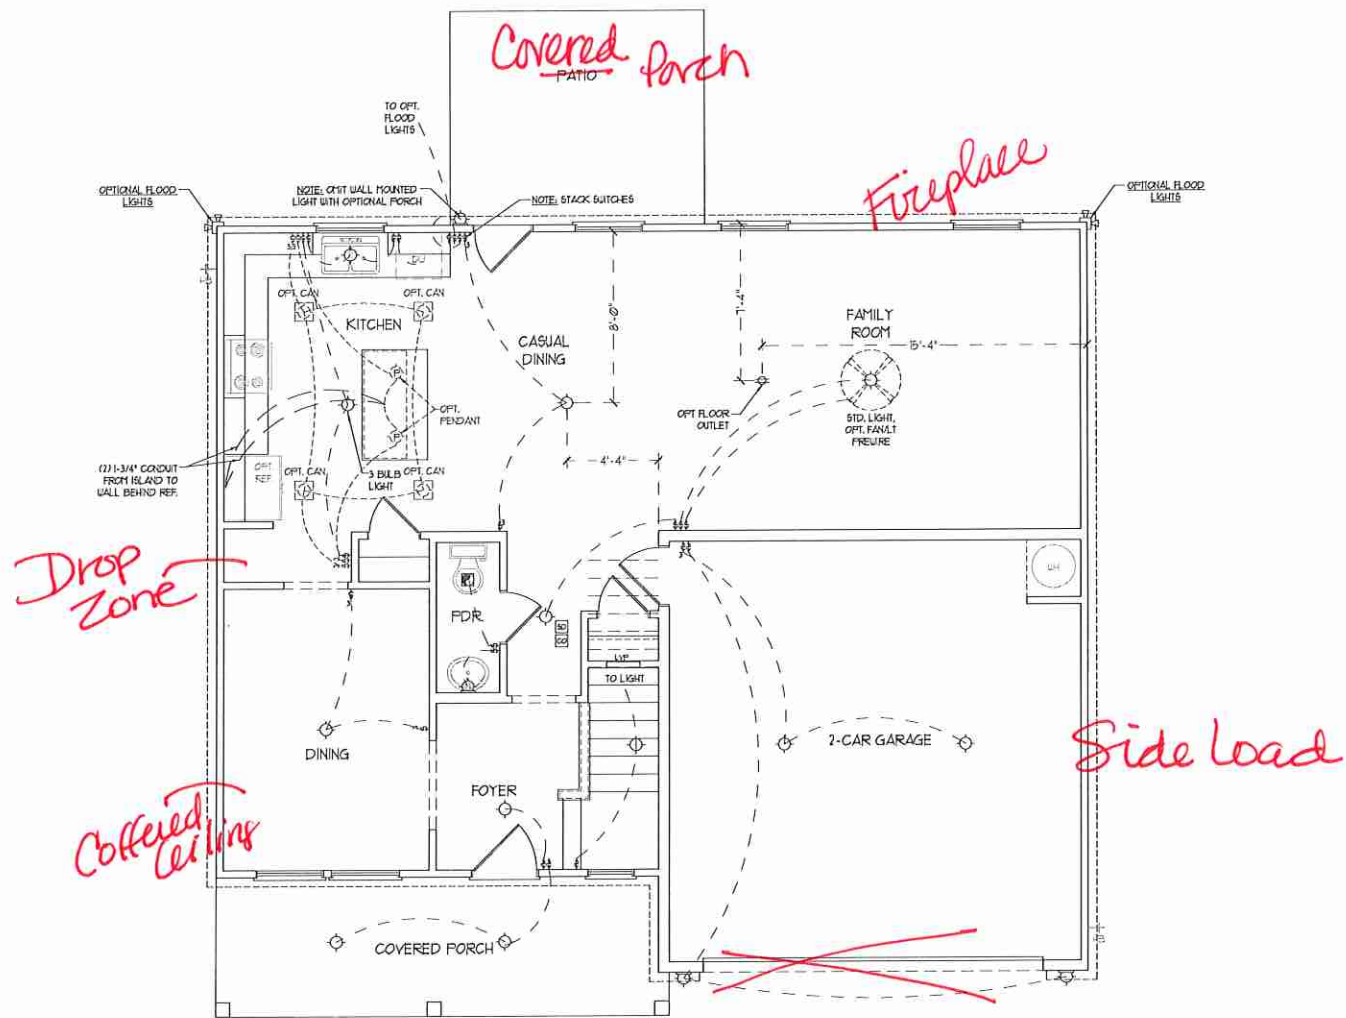 Covered Porch
PATIO
TO OPT.
FLOOD
LIGHTS
Fireplace
OPTIONAL FLOOD
LIGHTS
NOTE: OMIT WALL MOUNTED
LIGHT WITH OPTIONAL PORCH
NOTE: STACK SWITCHES
OPTIONAL FLOOD
LIGHTS
DW
OPT. CAN
OPT. CAN
KITCHEN
CASUAL
DINING
8'-0"
7'-4"
FAMILY
ROOM
15'-4"
P
P
OPT.
PENDANT
OPT FLOOR
OUTLET
STD. LIGHT,
OPT. FAN/LT
PREWIRE
(2) 1-3/4" CONDUIT
FROM ISLAND TO
WALL BEHIND REF.
OPT
REF
OPT. CAN
3 BULB
LIGHT
OPT. CAN
4'-4"
Drop
Zone
WH
PDR
UP
TO LIGHT
DINING
FOYER
2-CAR GARAGE
Side Load
Coffered
Ceiling
COVERED PORCH